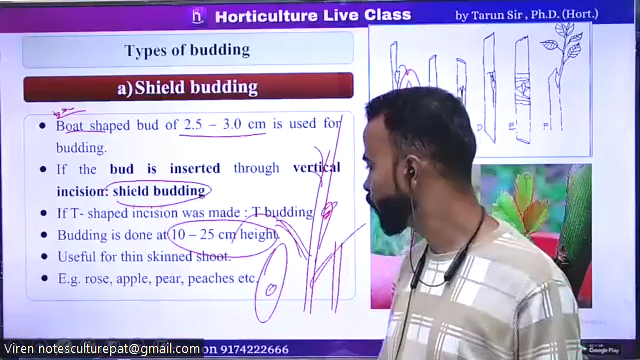 Horticulture Live Class
by Tarun Sir, Ph.D. (Hort.)
Types of budding
a) Shield budding
• Boat shaped bud of 2.5 – 3.0 cm is used for
budding.
• If the bud is inserted through vertical
incision: shield budding
• If T- shaped incision was made : T budding
• Budding is done at 10 – 25 cm height.
• Useful for thin skinned shoot.
• E.g. rose, apple, pear, peaches etc.
Viren notesculturepat@gmail.com
on 9174222666
Google Play